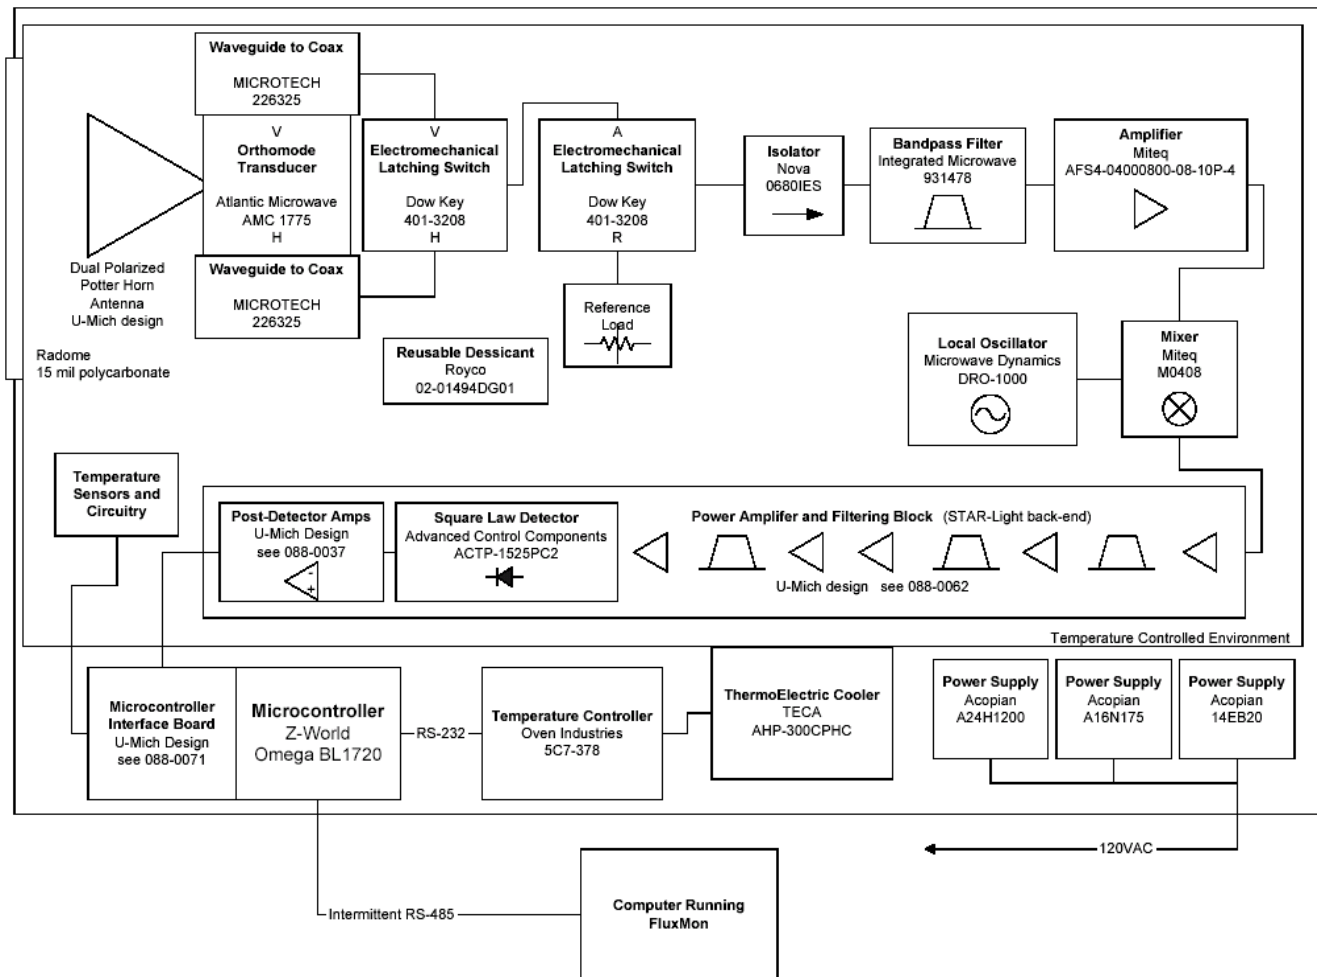 Waveguide to Coax
MICROTECH
226325
V
Orthomode
Transducer
Atlantic Microwave
AMC 1775
H
Waveguide to Coax
MICROTECH
226325
Dual Polarized
Potter Horn
Antenna
U-Mich design
Radome
15 mil polycarbonate
V
Electromechanical
Latching Switch
Dow Key
401-3208
H
A
Electromechanical
Latching Switch
Dow Key
401-3208
R
Isolator
Nova
0680IES
Bandpass Filter
Integrated Microwave
931478
Amplifier
Miteq
AFS4-04000800-08-10P-4
Reference
Load
Reusable Dessicant
Royco
02-01494DG01
Local Oscillator
Microwave Dynamics
DRO-1000
Mixer
Miteq
M0408
Temperature
Sensors and
Circuitry
Post-Detector Amps
U-Mich Design
see 088-0037
-
+
Square Law Detector
Advanced Control Components
ACTP-1525PC2
Power Amplifer and Filtering Block (STAR-Light back-end)
U-Mich design see 088-0062
Temperature Controlled Environment
Microcontroller
Interface Board
U-Mich Design
see 088-0071
Microcontroller
Z-World
Omega BL1720
RS-232
Temperature Controller
Oven Industries
5C7-378
ThermoElectric Cooler
TECA
AHP-300CPHC
Power Supply
Acopian
A24H1200
Power Supply
Acopian
A16N175
Power Supply
Acopian
14EB20
120VAC
Intermittent RS-485
Computer Running
FluxMon